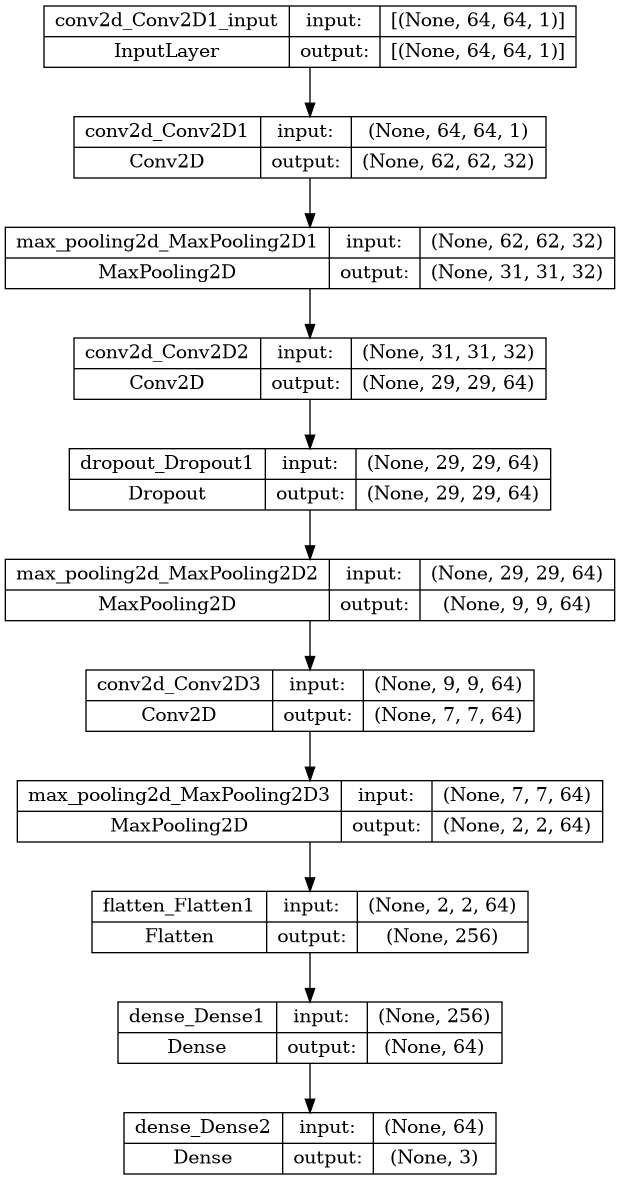 conv2d_Conv2D1_input input: [(None, 64, 64, 1)]
InputLayer output: [(None, 64, 64, 1)]
conv2d_Conv2D1 input: (None, 64, 64, 1)
Conv2D output: (None, 62, 62, 32)
max_pooling2d_MaxPooling2D1 input: (None, 62, 62, 32)
MaxPooling2D output: (None, 31, 31, 32)
conv2d_Conv2D2 input: (None, 31, 31, 32)
Conv2D output: (None, 29, 29, 64)
dropout_Dropout1 input: (None, 29, 29, 64)
Dropout output: (None, 29, 29, 64)
max_pooling2d_MaxPooling2D2 input: (None, 29, 29, 64)
MaxPooling2D output: (None, 9, 9, 64)
conv2d_Conv2D3 input: (None, 9, 9, 64)
Conv2D output: (None, 7, 7, 64)
max_pooling2d_MaxPooling2D3 input: (None, 7, 7, 64)
MaxPooling2D output: (None, 2, 2, 64)
flatten_Flatten1 input: (None, 2, 2, 64)
Flatten output: (None, 256)
dense_Dense1 input: (None, 256)
Dense output: (None, 64)
dense_Dense2 input: (None, 64)
Dense output: (None, 3)